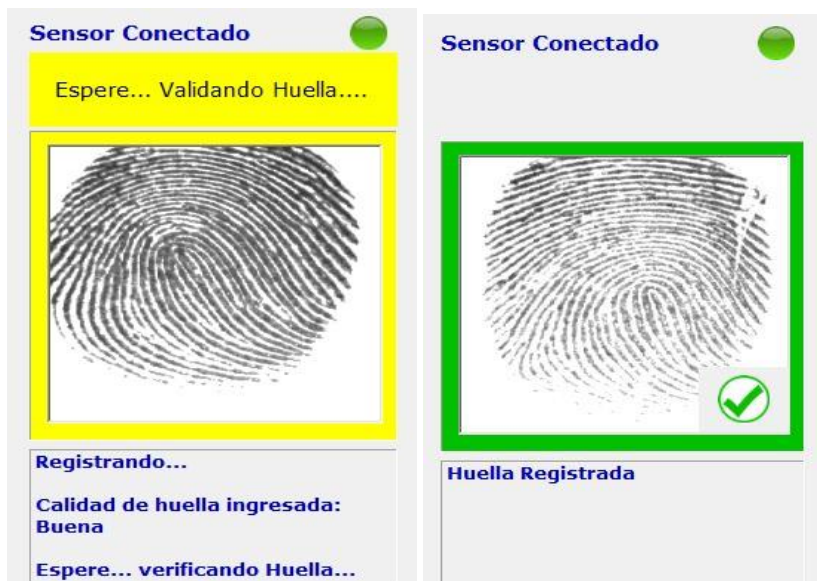 Sensor Conectado
Espere... Validando Huella....
Registrando...
Calidad de huella ingresada:
Buena
Espere... verificando Huella...
Sensor Conectado
Huella Registrada